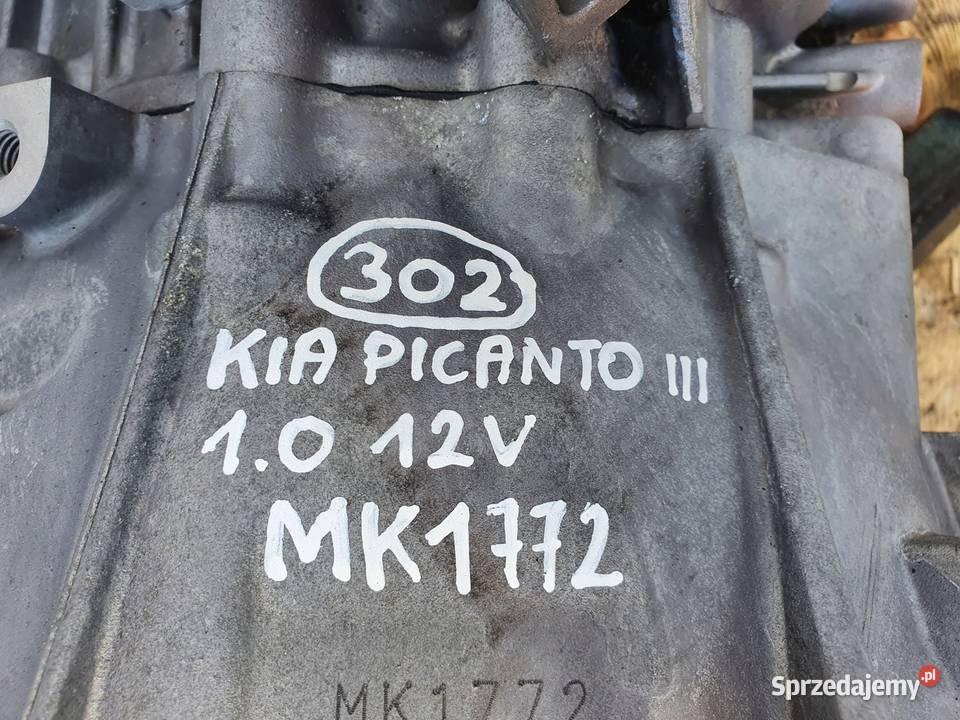 302
KIA PICANTO III
1.0 12V
MK1772
MK1772
Sprzedajemy.pl